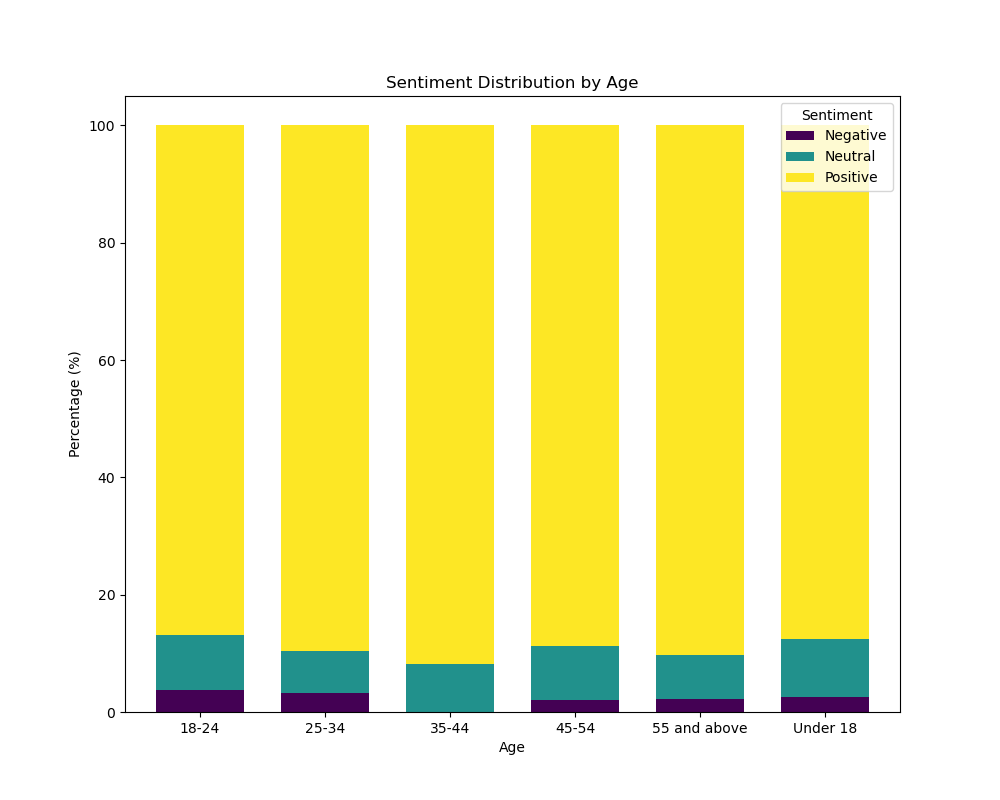 Sentiment Distribution by Age
Sentiment
Negative
Neutral
Positive
Percentage (%)
100
80
60
40
20
0
18-24 25-34 35-44 45-54 55 and above Under 18
Age